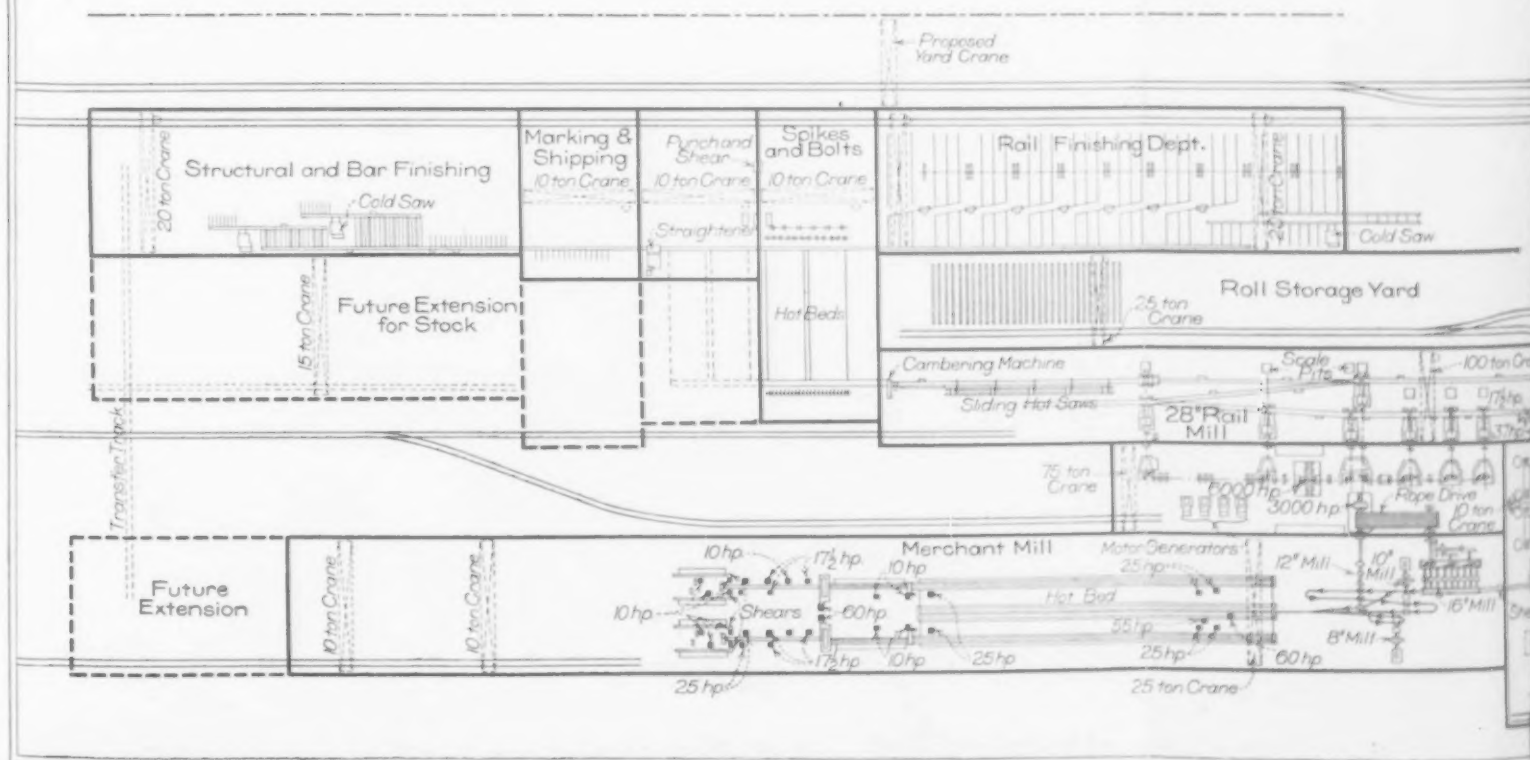 Proposed
Yard Crane
20 ton Crane
Structural and Bar Finishing
Cold Saw
Marking &
Shipping
10 ton Crane
Punch and
Shear
10 ton Crane
Straightener
Spikes
and Bolts
10 ton Crane
Rail Finishing Dept.
20 ton Crane
Cold Saw
15 ton Crane
Future Extension
for Stock
Hot Beds
25 ton
Crane
Roll Storage Yard
Cambening Machine
Sliding Hot Saws
Scale
Pits
100 ton
17½ hp.
28" Rail
Mill
Transfer Track
75 ton
Crane
5000 hp
3000 hp
Rope Drive
10 ton
Crane
Future
Extension
10 ton Crane
10 ton Crane
10 hp.
17½ hp.
Merchant Mill
10 hp
Motor Generators
25 hp
12" Mill
10"
Mill
10 hp.
Shears
60 hp
Hot Bed
16" Mill
55 hp
8" Mill
25 hp
17½ hp
10 hp
25 hp
25 hp
60 hp
25 ton Crane